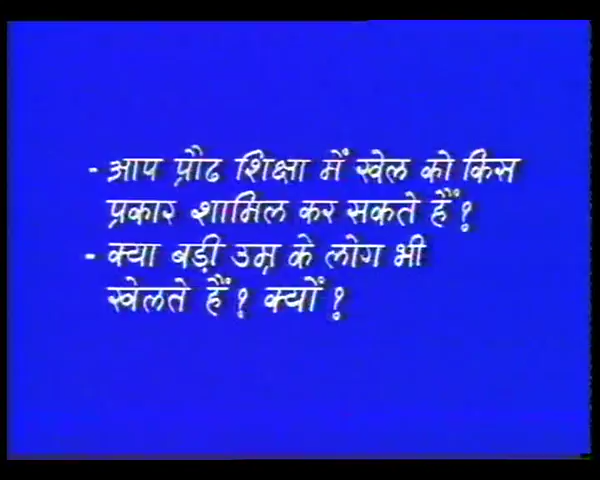 - आप प्रौढ शिक्षा में खेल को किस
प्रकार शामिल कर सकते हैं?
- क्या बड़ी उम्र के लोग भी
खेलते हैं? क्यों?